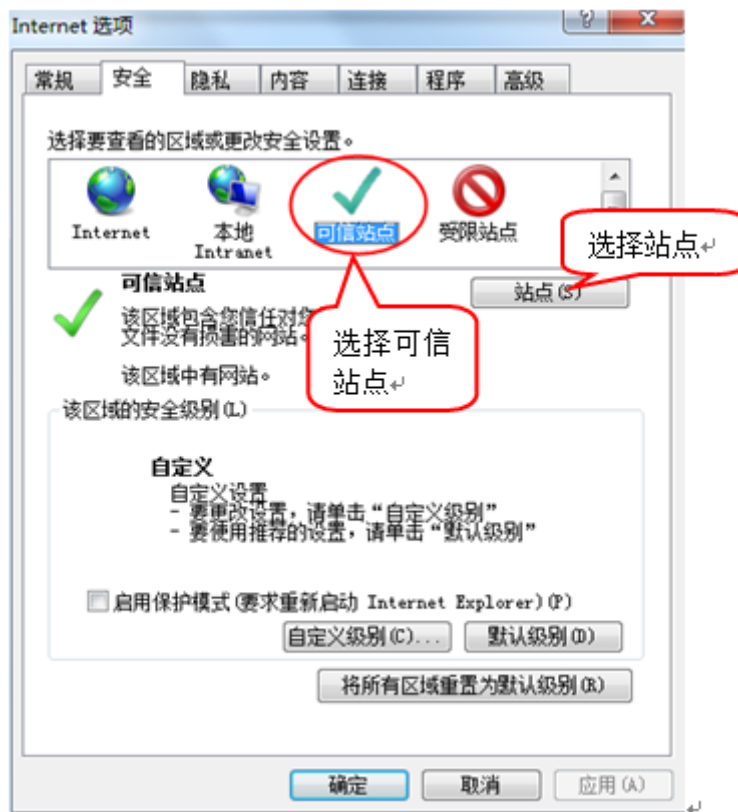 Internet 选项
常规 安全 隐私 内容 连接 程序 高级
选择要查看的区域或更改安全设置。
Internet
本地
Intranet
可信站点
受限站点
选择站点
可信站点
站点(S)
该区域包含您信任对您
文件没有损害的网站。
选择可信
站点
该区域中有网站。
该区域的安全级别(L)
自定义
自定义设置
- 要更改设置，请单击“自定义级别”
- 要使用推荐的设置，请单击“默认级别”
启用保护模式(要求重新启动 Internet Explorer)(P)
自定义级别(C)... 默认级别(D)
将所有区域重置为默认级别(R)
确定 取消 应用(A)